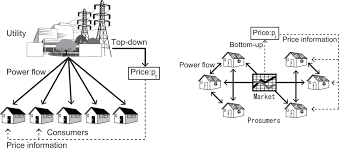 Utility
Top-down
Power flow
Price:p
Consumers
Price information
Price:p
Price information
Bottom-up
Power flow
Market
Prosumers